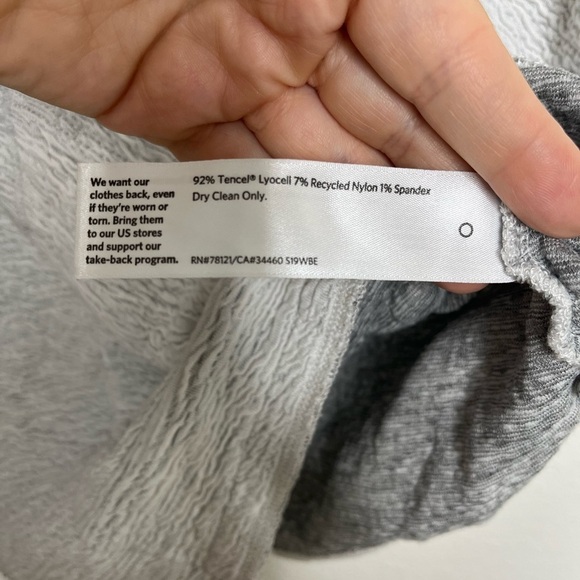 We want our
clothes back, even
if they're worn or
torn. Bring them
to our US stores
and support our
take-back program.
92% Tencel® Lyocell 7% Recycled Nylon 1% Spandex
Dry Clean Only.
RN#78121/CA#34460 519WBE